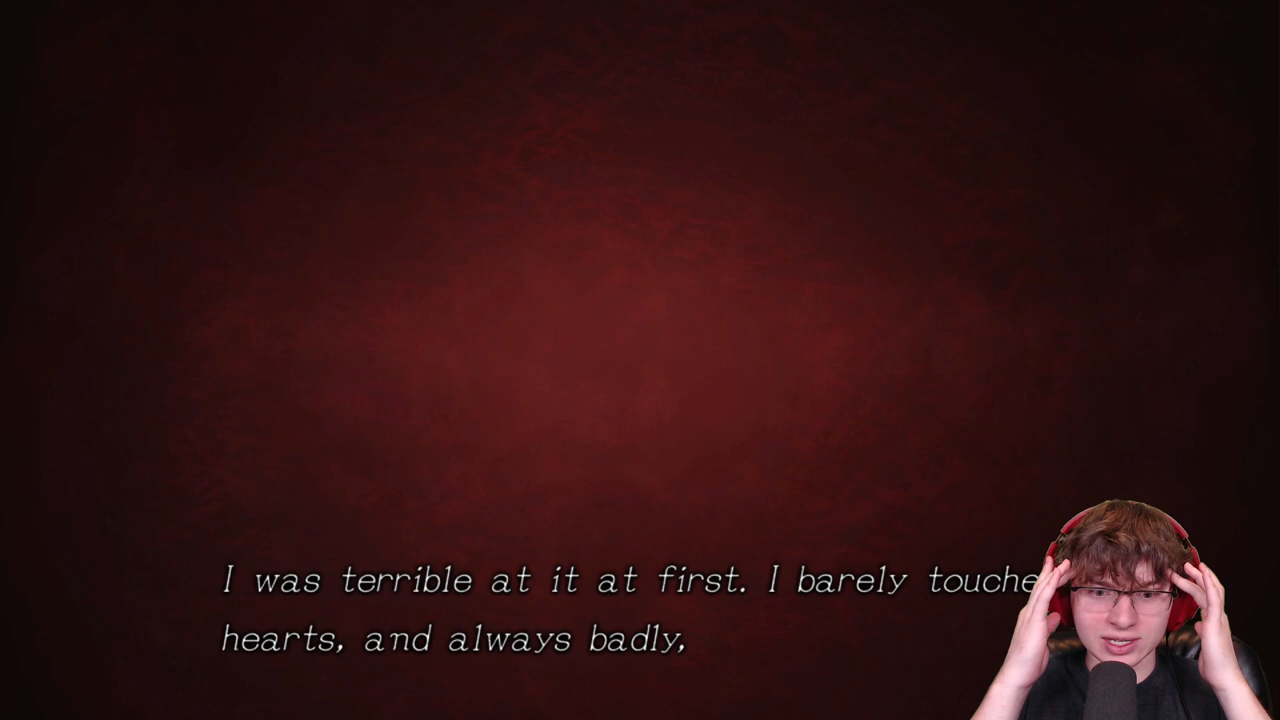 I was terrible at it at first. I barely touche
hearts, and always badly,